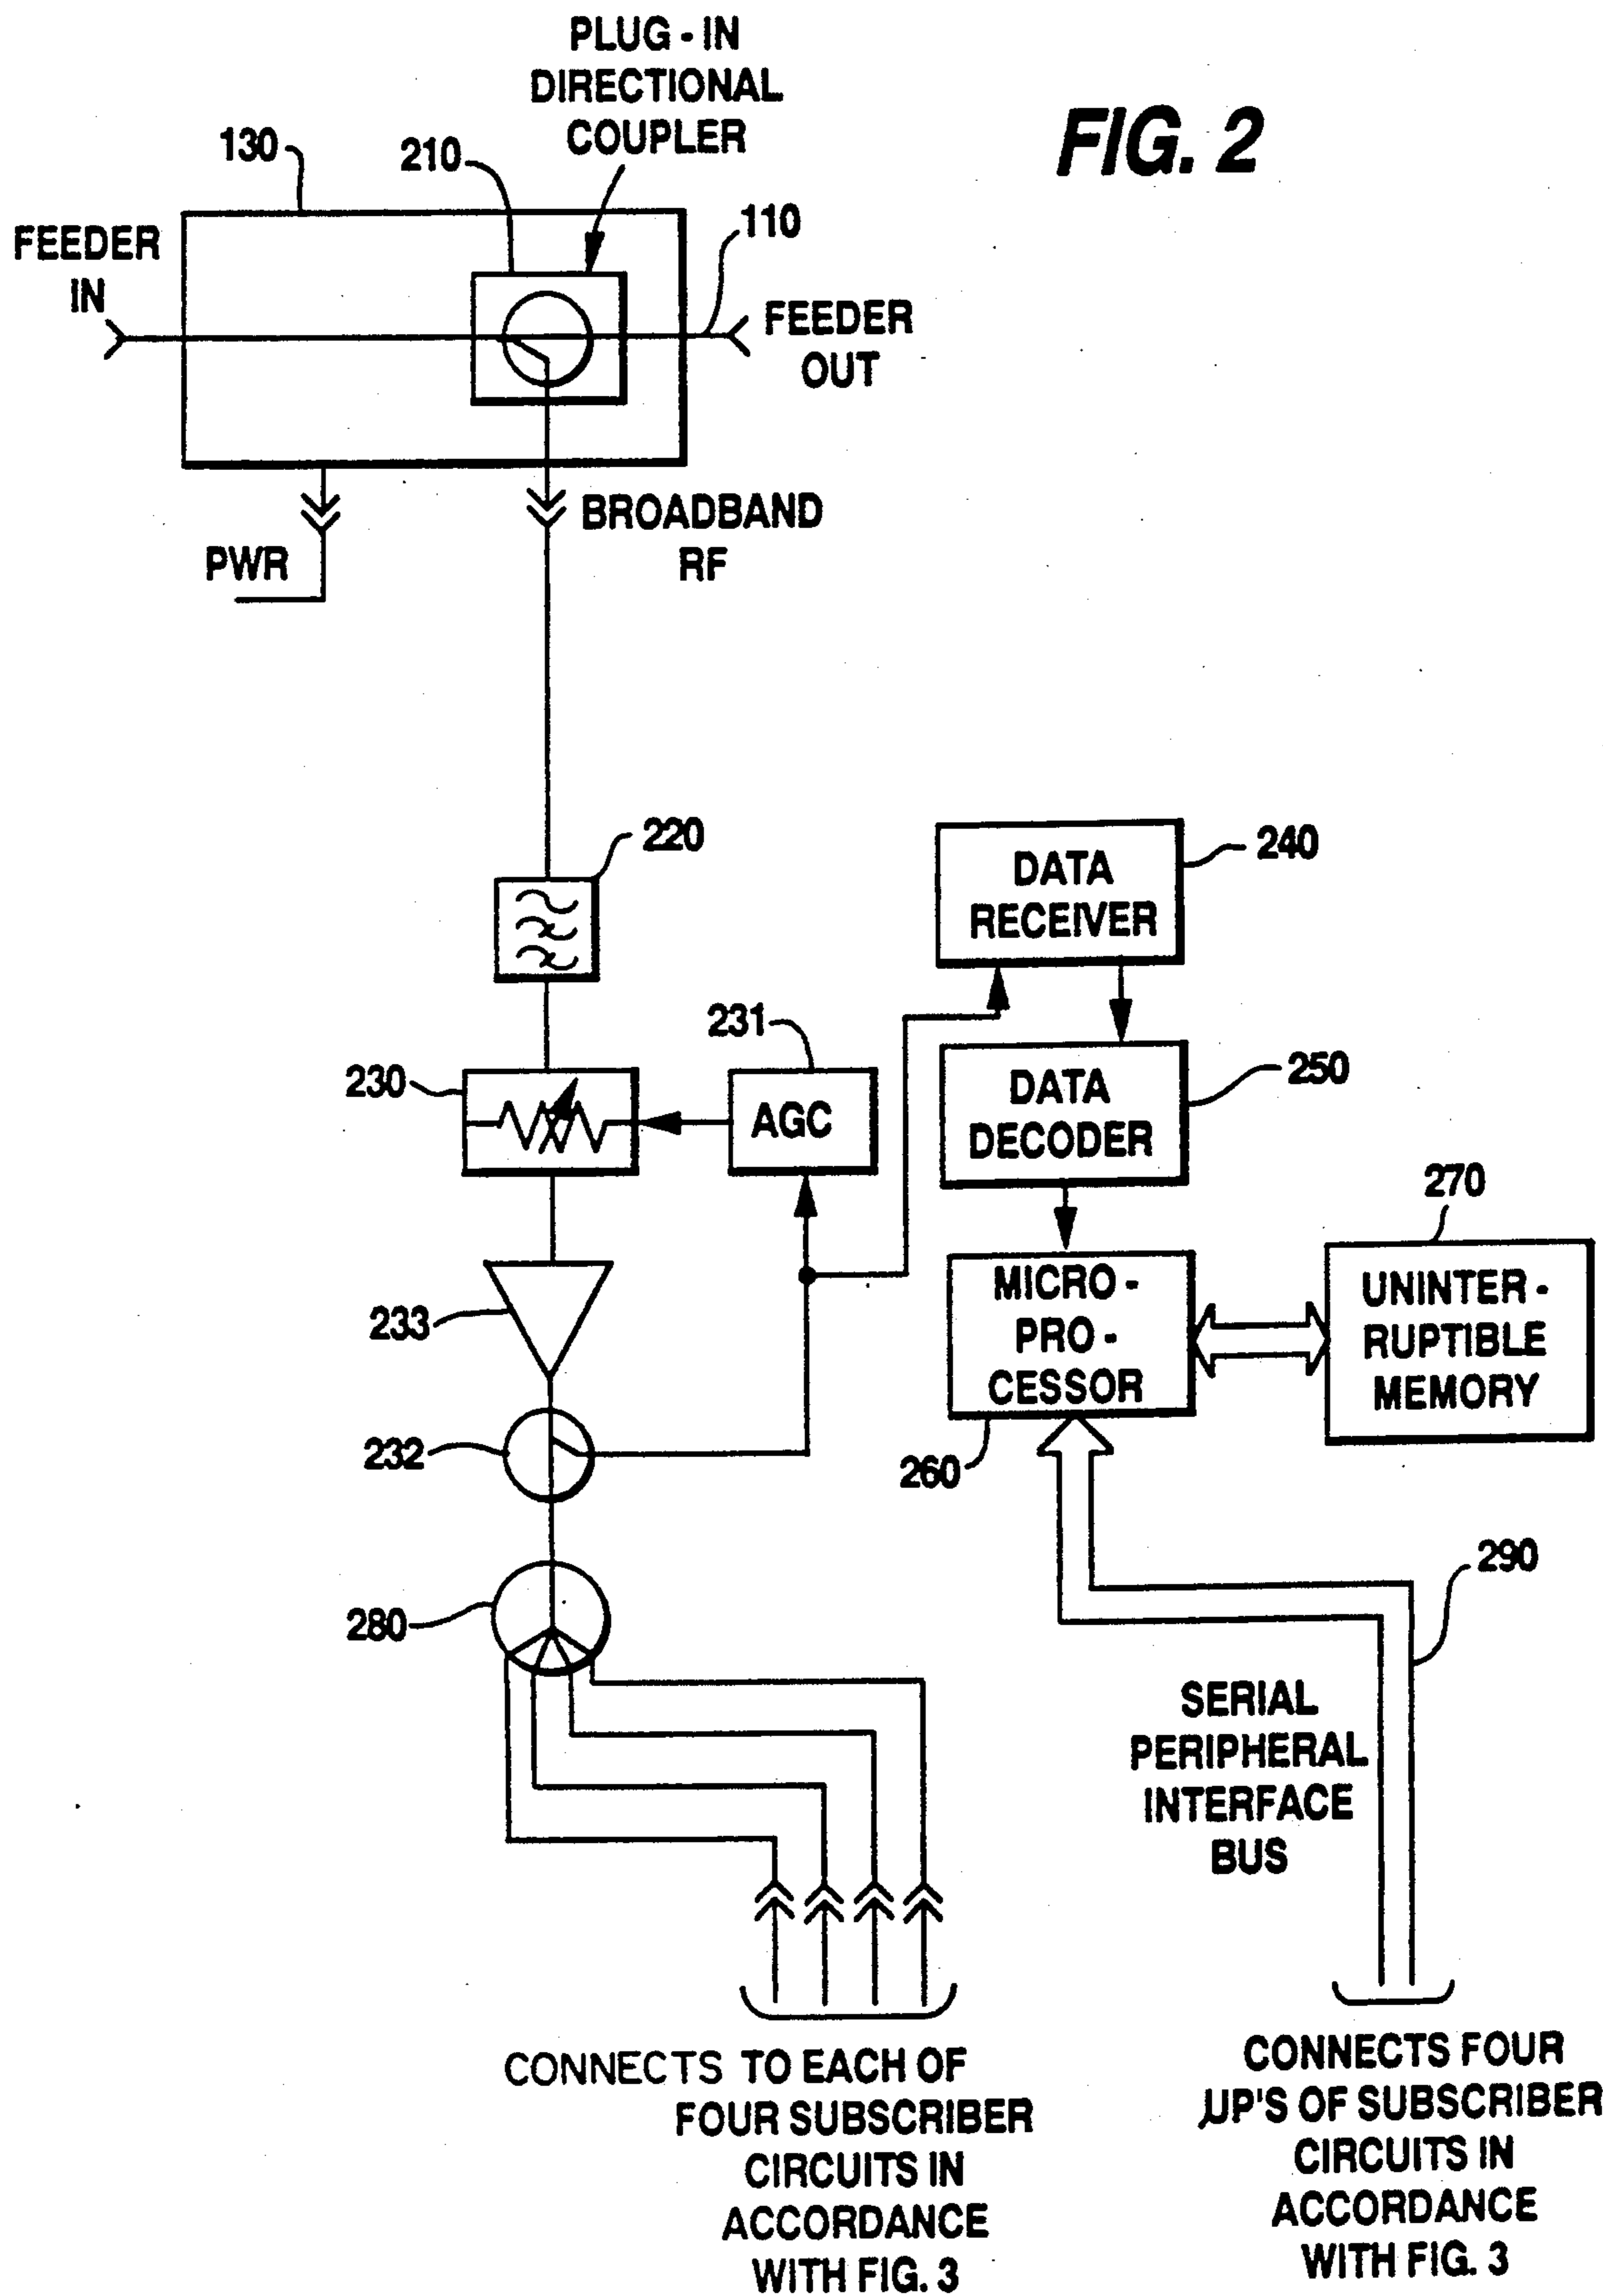 PLUG - IN
DIRECTIONAL
COUPLER
FIG. 2
130
210
110
FEEDER
IN
FEEDER
OUT
BROADBAND
RF
PWR
220
240
DATA
RECEIVER
231
230
AGC
250
DATA
DECODER
270
233
MICRO -
PRO -
CESSOR
UNINTER -
RUPTIBLE
MEMORY
232
260
290
280
SERIAL
PERIPHERAL
INTERFACE
BUS
CONNECTS TO EACH OF
FOUR SUBSCRIBER
CIRCUITS IN
ACCORDANCE
WITH FIG. 3
CONNECTS FOUR
µP'S OF SUBSCRIBER
CIRCUITS IN
ACCORDANCE
WITH FIG. 3